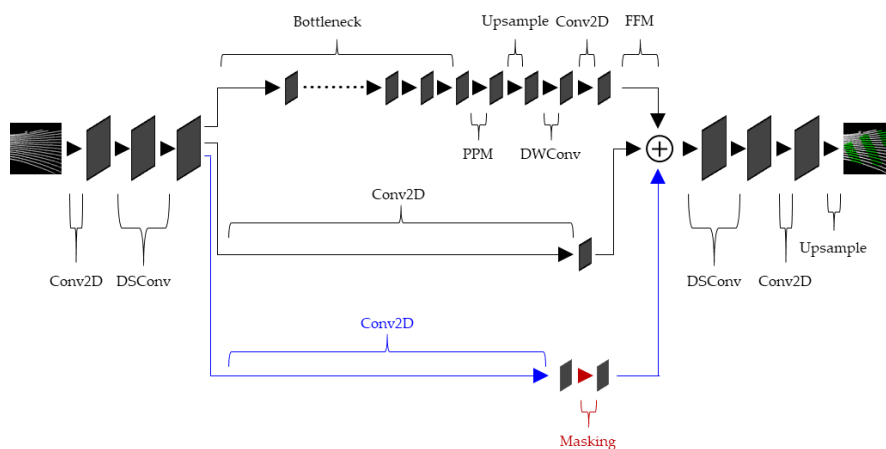 Bottleneck
Upsample
Conv2D
FFM
PPM
DWConv
Conv2D
Conv2D
DSConv
DSConv
Conv2D
Upsample
Conv2D
Masking